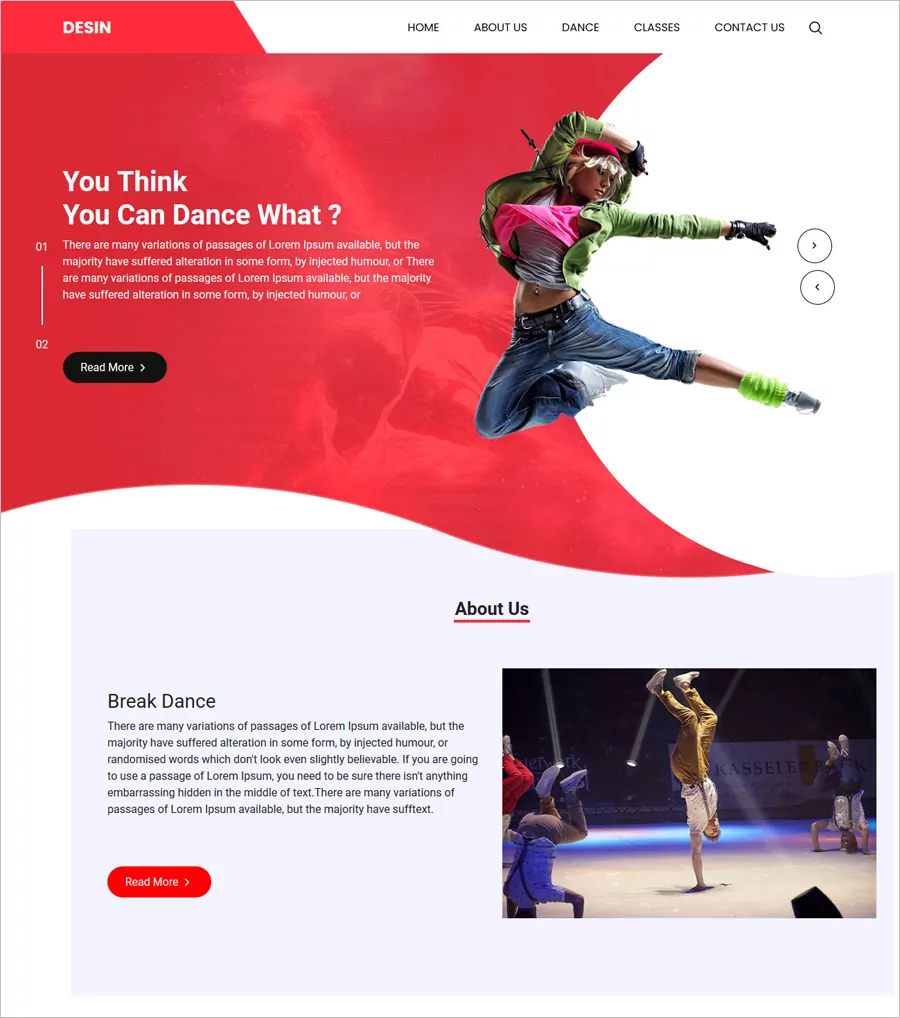 DESIN
HOME ABOUT US DANCE CLASSES CONTACT US
You Think
You Can Dance What ?
01
There are many variations of passages of Lorem Ipsum available, but the
majority have suffered alteration in some form, by injected humour, or There
are many variations of passages of Lorem Ipsum available, but the majority
have suffered alteration in some form, by injected humour, or
02
Read More
About Us
Break Dance
There are many variations of passages of Lorem Ipsum available, but the
majority have suffered alteration in some form, by injected humour, or
randomised words which don't look even slightly believable. If you are going
to use a passage of Lorem Ipsum, you need to be sure there isn't anything
embarrassing hidden in the middle of text.There are many variations of
passages of Lorem Ipsum available, but the majority have sufftext.
KASSELER
Read More